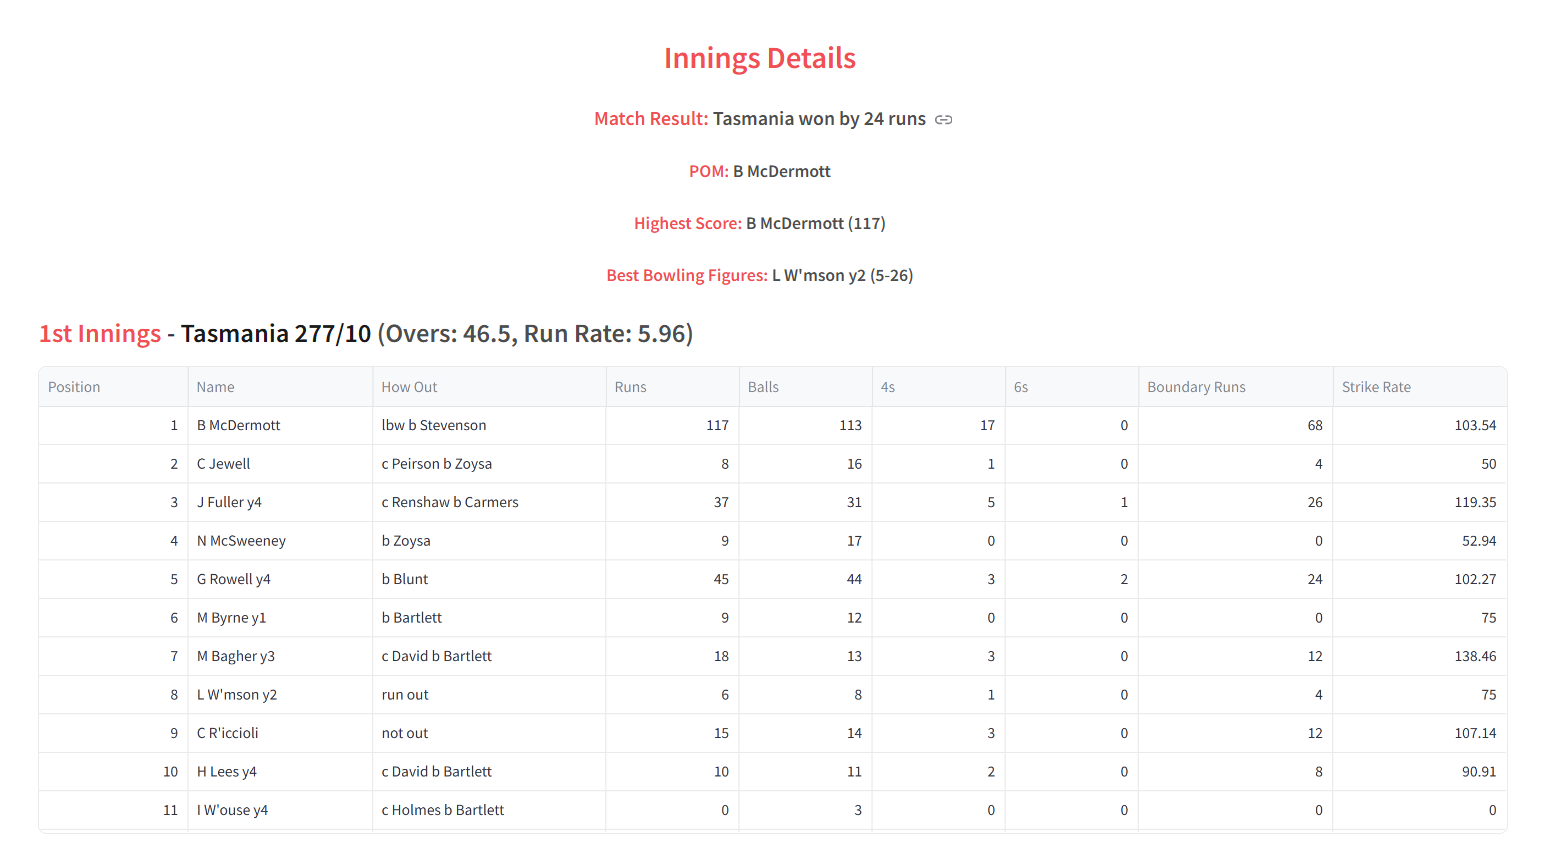 Innings Details
Match Result: Tasmania won by 24 runs
POM: B McDermott
Highest Score: B McDermott (117)
Best Bowling Figures: L W'mson y2 (5-26)
1st Innings - Tasmania 277/10 (Overs: 46.5, Run Rate: 5.96)
Position Name How Out Runs Balls 4s 6s Boundary Runs Strike Rate
1 B McDermott lbw b Stevenson 117 113 17 0 68 103.54
2 C Jewell c Peirson b Zoysa 8 16 1 0 4 50
3 J Fuller y4 c Renshaw b Carmers 37 31 5 1 26 119.35
4 N McSweeney b Zoysa 9 17 0 0 0 52.94
5 G Rowell y4 b Blunt 45 44 3 2 24 102.27
6 M Byrne y1 b Bartlett 9 12 0 0 0 75
7 M Bagher y3 c David b Bartlett 18 13 3 0 12 138.46
8 L W'mson y2 run out 6 8 1 0 4 75
9 C R'iccioli not out 15 14 3 0 12 107.14
10 H Lees y4 c David b Bartlett 10 11 2 0 8 90.91
11 I W'ouse y4 c Holmes b Bartlett 0 3 0 0 0 0